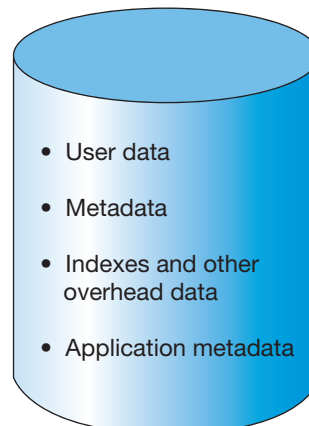 • User data
• Metadata
• Indexes and other
overhead data
• Application metadata